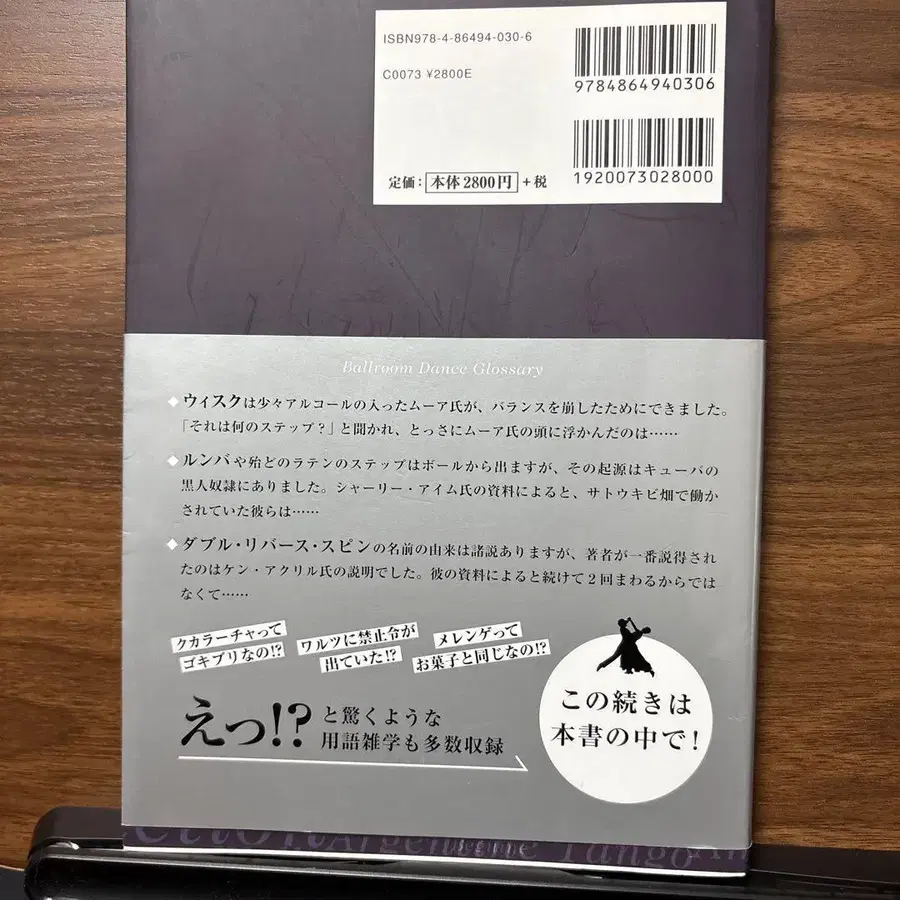 ISBN978-4-86494-030-6
C0073 ¥2800E
9784864940306
定価：本体2800円＋税
1920073028000
Ballroom Dance Glossary
◆ウィスクは少々アルコールの入ったムーア氏が、バランスを崩したためにできました。
「それは何のステップ？」と聞かれ、とっさにムーア氏の頭に浮かんだのは……
◆ルンバや殆どのラテンのステップはボールから出ますが、その起源はキューバの
黒人奴隷にありました。シャーリー・アイム氏の資料によると、サトウキビ畑で働か
されていた彼らは……
◆ダブル・リバース・スピンの名前の由来は諸説ありますが、著者が一番説得され
たのはケン・アクリル氏の説明でした。彼の資料によると続けて２回まわるからでは
なくて……
クカラーチャって
ゴキブリなの!?
ワルツに禁止令が
出ていた!?
メレンゲって
お菓子と同じなの!?
えっ!?と驚くような
用語雑学も多数収録
この続きは
本書の中で！
Argentine Tango